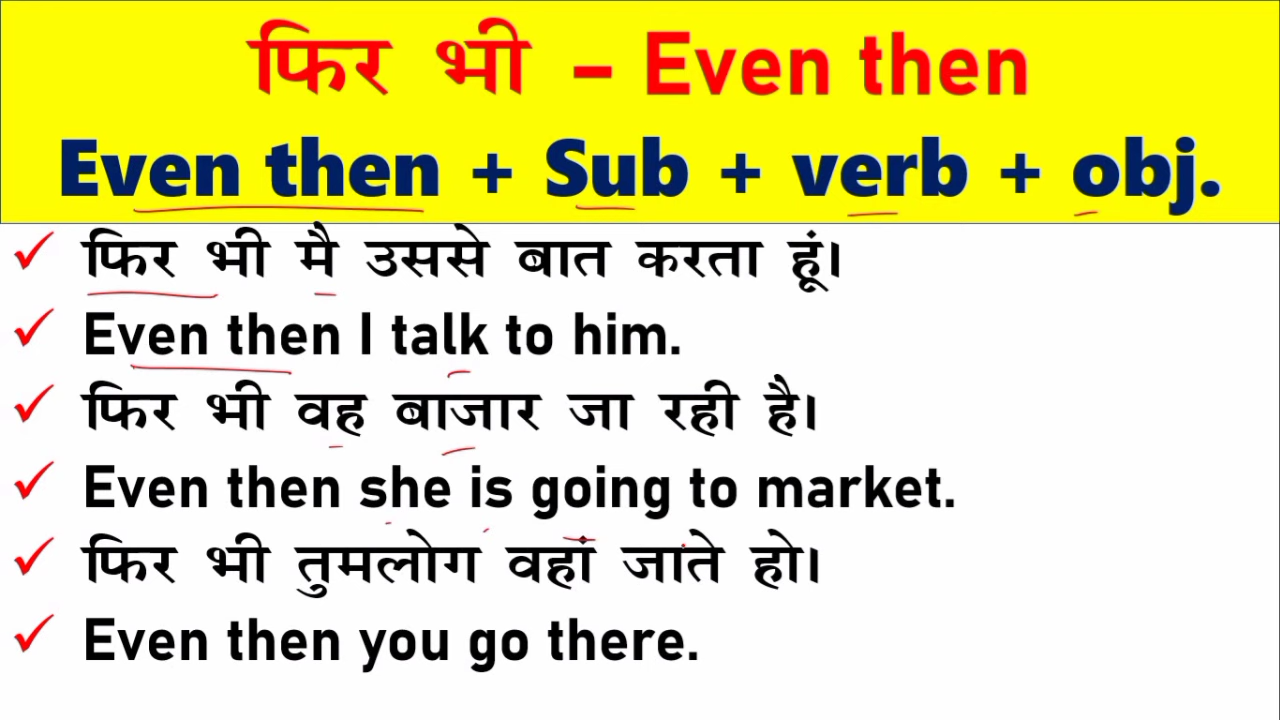 फिर भी – Even then
Even then + Sub + verb + obj.
फिर भी मै उससे बात करता हूं।
Even then I talk to him.
फिर भी वह बाजार जा रही है।
Even then she is going to market.
फिर भी तुमलोग वहां जाते हो।
Even then you go there.